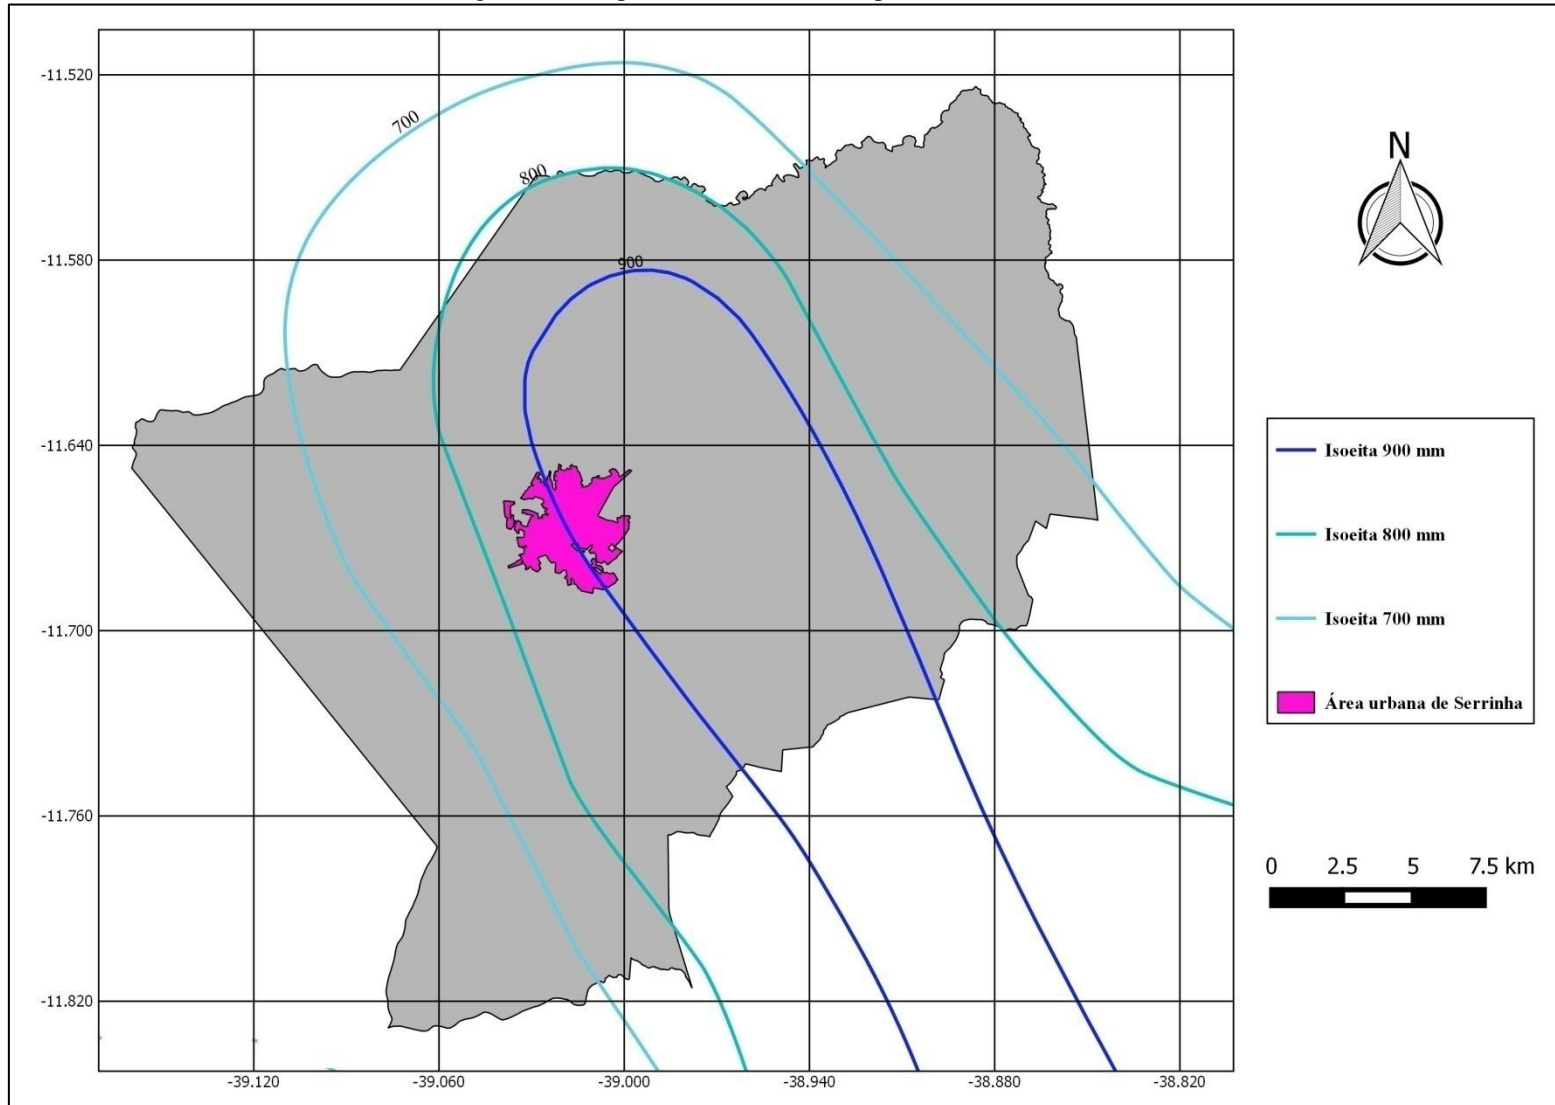 -11.520
-11.580
-11.640
-11.700
-11.760
-11.820
-39.120
-39.060
-39.000
-38.940
-38.880
-38.820
700
800
900
N
Isoeita 900 mm
Isoeita 800 mm
Isoeita 700 mm
Área urbana de Serrinha
0 2.5 5 7.5 km